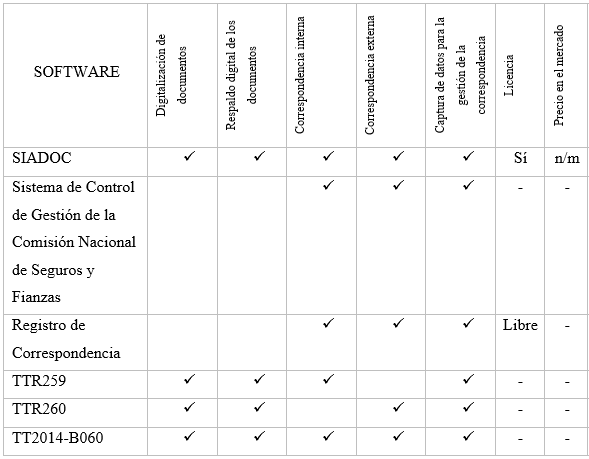 SOFTWARE
Digitalización de
documentos
Respaldo digital de los
documentos
Correspondencia interna
Correspondencia externa
Captura de datos para la
gestión de la
correspondencia
Licencia
Precio en el mercado
SIADOC ✓ ✓ ✓ ✓ ✓ Sí n/m
Sistema de Control ✓ ✓ ✓ - -
de Gestión de la
Comisión Nacional
de Seguros y
Fianzas
Registro de ✓ ✓ ✓ Libre -
Correspondencia
TTR259 ✓ ✓ ✓ ✓ - -
TTR260 ✓ ✓ ✓ ✓ - -
TT2014-B060 ✓ ✓ ✓ ✓ ✓ - -